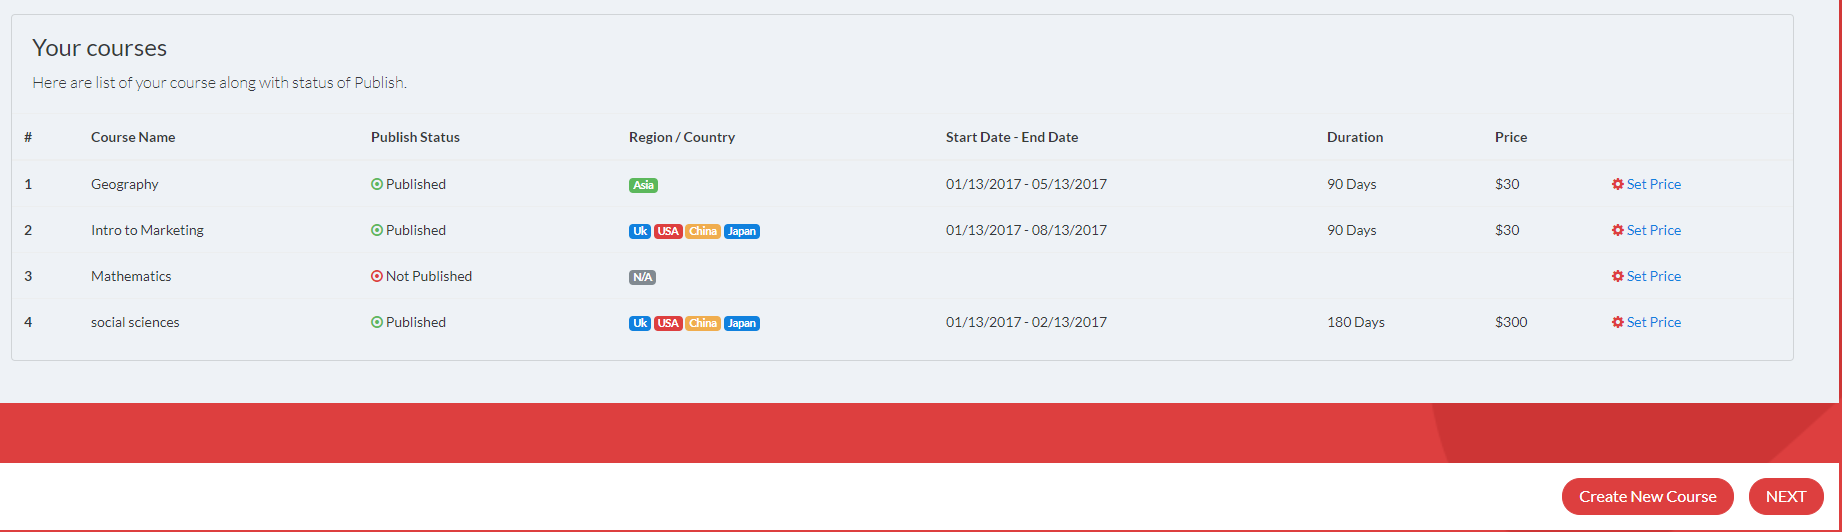 Your courses
Here are list of your course along with status of Publish.
# Course Name Publish Status Region / Country Start Date - End Date Duration Price
1 Geography Published Asia 01/13/2017 - 05/13/2017 90 Days $30 Set Price
2 Intro to Marketing Published Uk USA China Japan 01/13/2017 - 08/13/2017 90 Days $30 Set Price
3 Mathematics Not Published N/A Set Price
4 social sciences Published Uk USA China Japan 01/13/2017 - 02/13/2017 180 Days $300 Set Price
Create New Course NEXT